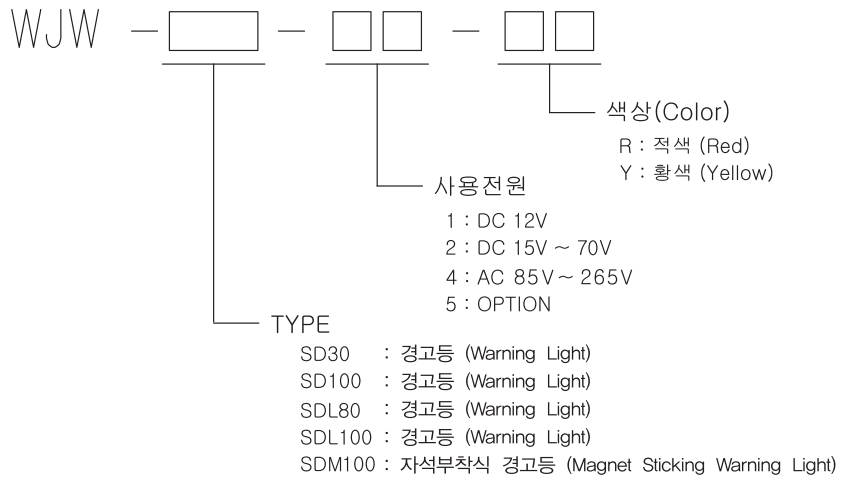 WJW - □ - □□ - □□
색상(Color)
R : 적색 (Red)
Y : 황색 (Yellow)
사용전원
1 : DC 12V
2 : DC 15V ~ 70V
4 : AC 85V ~ 265V
5 : OPTION
TYPE
SD30 : 경고등 (Warning Light)
SD100 : 경고등 (Warning Light)
SDL80 : 경고등 (Warning Light)
SDL100 : 경고등 (Warning Light)
SDM100 : 자석부착식 경고등 (Magnet Sticking Warning Light)